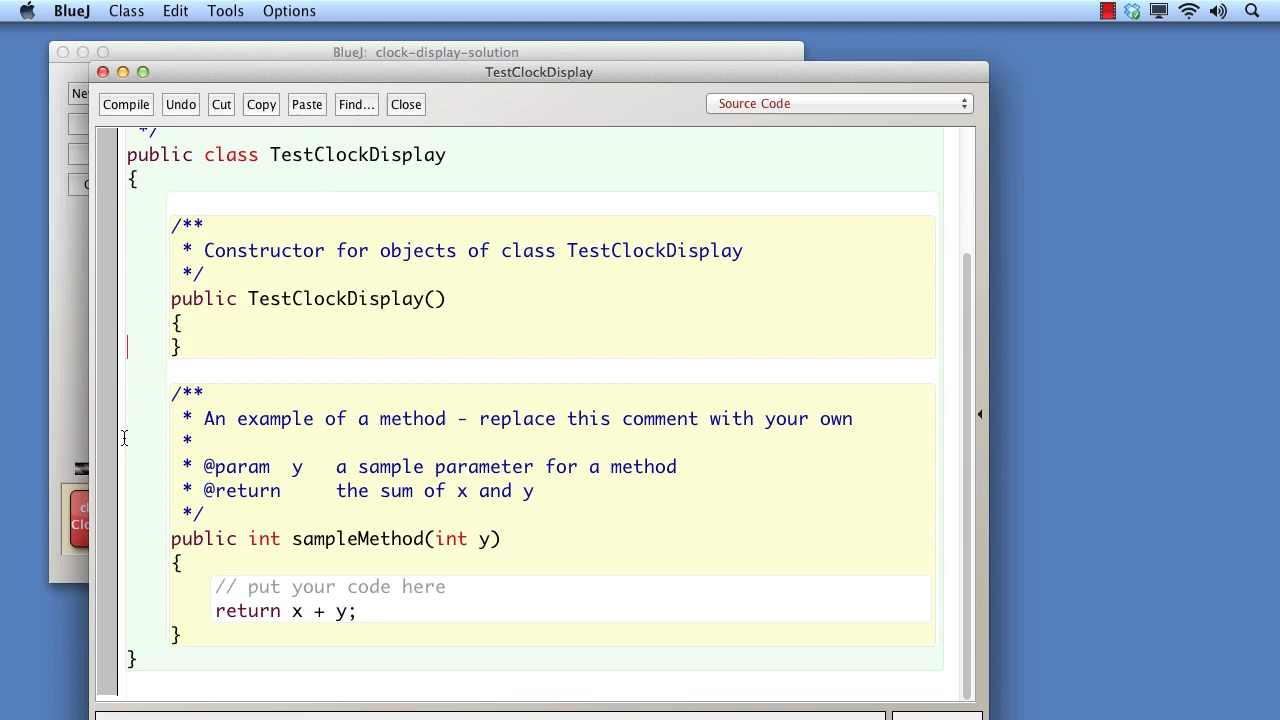 BlueJ Class Edit Tools Options
BlueJ: clock-display-solution
TestClockDisplay
Compile Undo Cut Copy Paste Find... Close Source Code
*/
public class TestClockDisplay
{
/**
* Constructor for objects of class TestClockDisplay
*/
public TestClockDisplay()
{
}
/**
* An example of a method - replace this comment with your own
*
* @param y a sample parameter for a method
* @return the sum of x and y
*/
public int sampleMethod(int y)
{
// put your code here
return x + y;
}
}